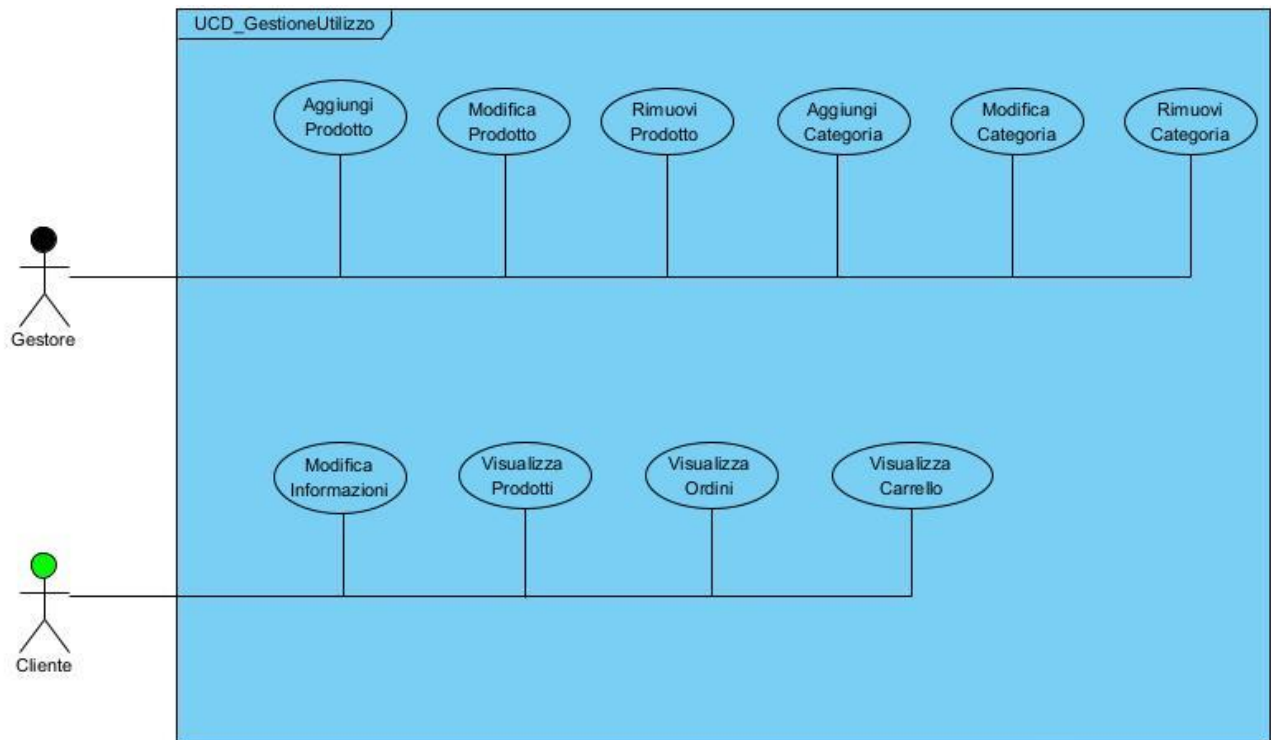 UCD_GestioneUtilizzo
Aggiungi
Prodotto
Modifica
Prodotto
Rimuovi
Prodotto
Aggiungi
Categoria
Modifica
Categoria
Rimuovi
Categoria
Gestore
Modifica
Informazioni
Visualizza
Prodotti
Visualizza
Ordini
Visualizza
Carrello
Cliente